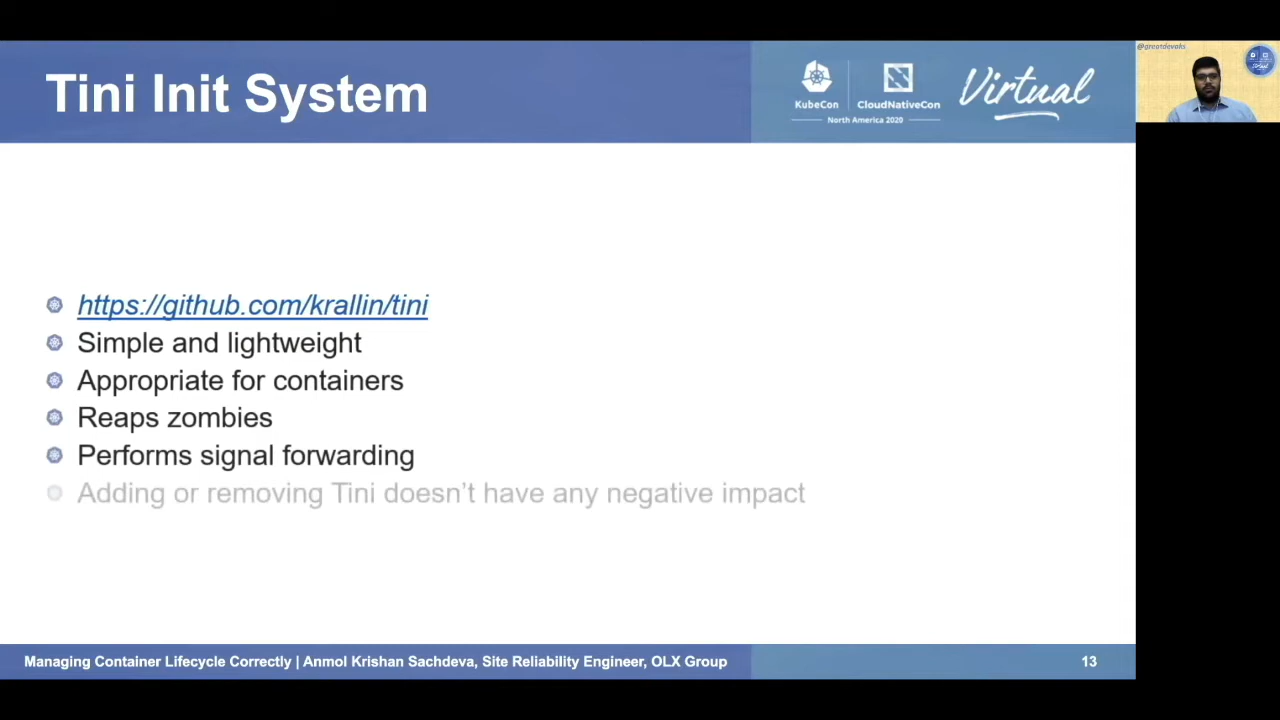 Tini Init System
KubeCon
CloudNativeCon
North America 2020
Virtual
@greatdevaks
https://github.com/krallin/tini
Simple and lightweight
Appropriate for containers
Reaps zombies
Performs signal forwarding
Adding or removing Tini doesn’t have any negative impact
Managing Container Lifecycle Correctly | Anmol Krishan Sachdeva, Site Reliability Engineer, OLX Group
13